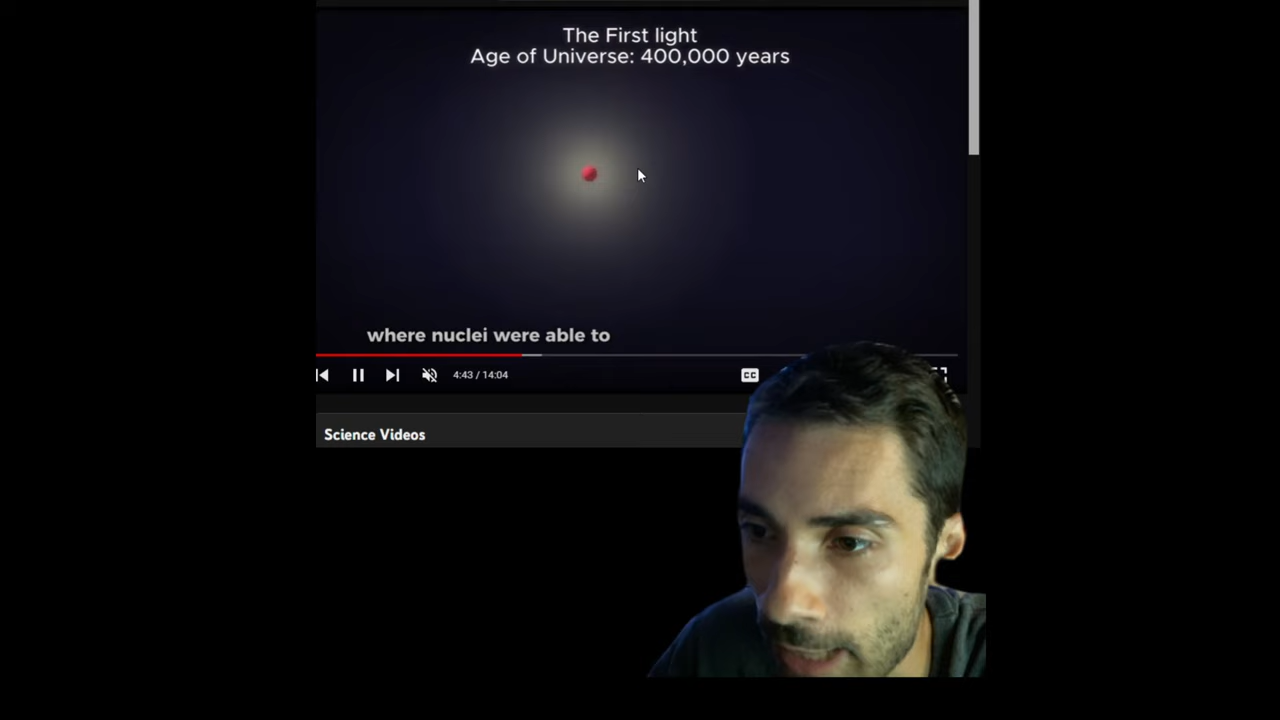 The First light
Age of Universe: 400,000 years
where nuclei were able to
4:43 / 14:04
CC
Science Videos